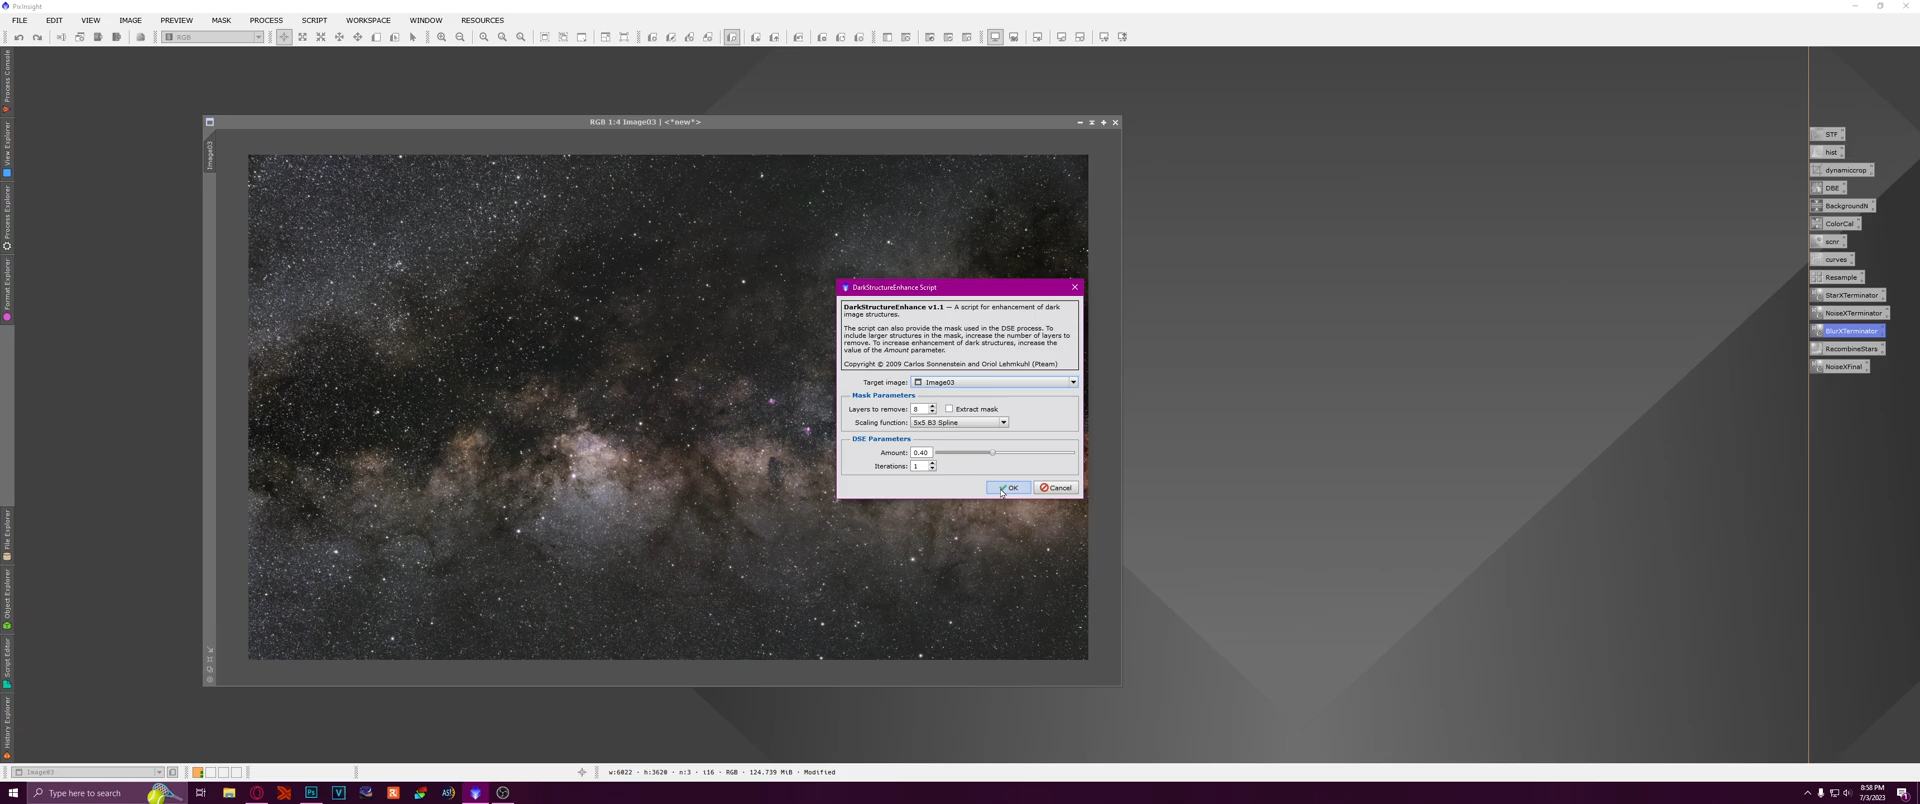 PixInsight
FILE EDIT VIEW IMAGE PREVIEW MASK PROCESS SCRIPT WORKSPACE WINDOW RESOURCES
RGB
Process Console
View Explorer
Process Explorer
Format Explorer
File Explorer
Object Explorer
Script Editor
History Explorer
RGB 1:4 Image03 | <*new*>
Image03
DarkStructureEnhance Script
DarkStructureEnhance v1.1 — A script for enhancement of dark
image structures.
The script can also provide the mask used in the DSE process. To
include larger structures in the mask, increase the number of layers to
remove. To increase enhancement of dark structures, increase the
value of the Amount parameter.
Copyright © 2009 Carlos Sonnenstein and Oriol Lehmkuhl (Pteam)
Target image: Image03
Mask Parameters
Layers to remove: 8 Extract mask
Scaling function: 5x5 B3 Spline
DSE Parameters
Amount: 0.40
Iterations: 1
OK Cancel
STF
hist
dynamiccrop
DBE
BackgroundN
ColorCal
scnr
curves
Resample
StarXTerminator
NoiseXTerminator
BlurXTerminator
RecombineStars
NoiseXFinal
Image03
w:6022 · h:3620 · n:3 · i16 · RGB · 124.739 MiB · Modified
Type here to search
Ps
V
R
AS!
8:58 PM
7/3/2023